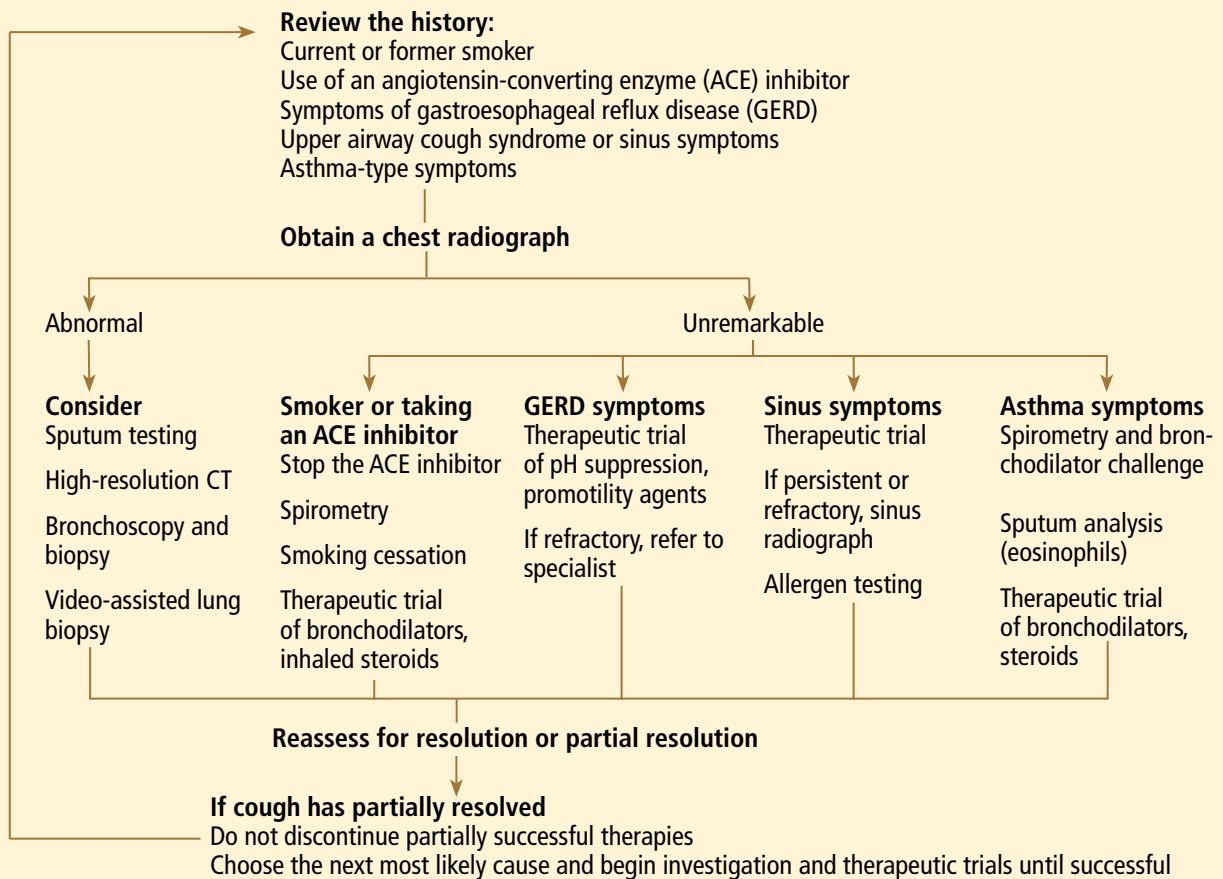 Review the history:
Current or former smoker
Use of an angiotensin-converting enzyme (ACE) inhibitor
Symptoms of gastroesophageal reflux disease (GERD)
Upper airway cough syndrome or sinus symptoms
Asthma-type symptoms
Obtain a chest radiograph
Abnormal
Unremarkable
Consider
Sputum testing
High-resolution CT
Bronchoscopy and
biopsy
Video-assisted lung
biopsy
Smoker or taking
an ACE inhibitor
Stop the ACE inhibitor
Spirometry
Smoking cessation
Therapeutic trial
of bronchodilators,
inhaled steroids
GERD symptoms
Therapeutic trial
of pH suppression,
promotility agents
If refractory, refer to
specialist
Sinus symptoms
Therapeutic trial
If persistent or
refractory, sinus
radiograph
Allergen testing
Asthma symptoms
Spirometry and bron-
chodilator challenge
Sputum analysis
(eosinophils)
Therapeutic trial
of bronchodilators,
steroids
Reassess for resolution or partial resolution
If cough has partially resolved
Do not discontinue partially successful therapies
Choose the next most likely cause and begin investigation and therapeutic trials until successful